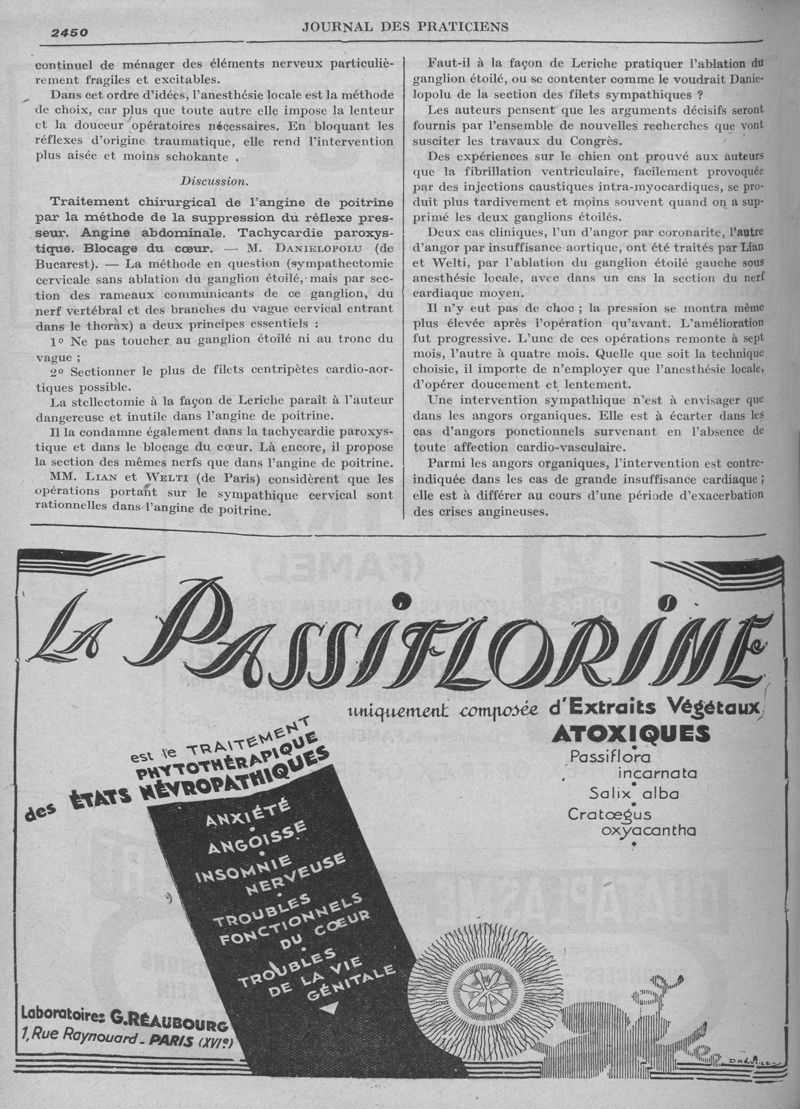 2450
JOURNAL DES PRATICIENS
continuel de ménager des éléments nerveux particuliè-
rement fragiles et excitables.
Dans cet ordre d'idées, l'anesthésie locale est la méthode
de choix, car plus que toute autre elle impose la lenteur
et la douceur opératoires nécessaires. En bloquant les
réflexes d'origine traumatique, elle rend l'intervention
plus aisée et moins schokante .
Discussion.
Traitement chirurgical de l'angine de poitrine
par la méthode de la suppression du réflexe pres-
seur. Angine abdominale. Tachycardie paroxys-
tique. Blocage du cœur. — M. DANIELOPOLU (de
Bucarest). — La méthode en question (sympathectomie
cervicale sans ablation du ganglion étoilé, mais par sec-
tion des rameaux communicants de ce ganglion, du
nerf vertébral et des branches du vague cervical entrant
dans le thorax) a deux principes essentiels :
1º Ne pas toucher au ganglion étoilé ni au tronc du
vague ;
2º Sectionner le plus de filets centripètes cardio-aor-
tiques possible.
La stellectomie à la façon de Leriche paraît à l'auteur
dangereuse et inutile dans l'angine de poitrine.
Il la condamne également dans la tachycardie paroxys-
tique et dans le blocage du cœur. Là encore, il propose
la section des mêmes nerfs que dans l'angine de poitrine.
MM. LIAN et WELTI (de Paris) considèrent que les
opérations portant sur le sympathique cervical sont
rationnelles dans l'angine de poitrine.
Faut-il à la façon de Leriche pratiquer l'ablation du
ganglion étoilé, ou se contenter comme le voudrait Danie-
lopolu de la section des filets sympathiques ?
Les auteurs pensent que les arguments décisifs seront
fournis par l'ensemble de nouvelles recherches que vont
susciter les travaux du Congrès.
Des expériences sur le chien ont prouvé aux auteurs
que la fibrillation ventriculaire, facilement provoquée
par des injections caustiques intra-myocardiques, se pro-
duit plus tardivement et moins souvent quand on a sup-
primé les deux ganglions étoilés.
Deux cas cliniques, l'un d'angor par coronarite, l'autre
d'angor par insuffisance aortique, ont été traités par Lian
et Welti, par l'ablation du ganglion étoilé gauche sous
anesthésie locale, avec dans un cas la section du nerf
cardiaque moyen.
Il n'y eut pas de choc ; la pression se montra même
plus élevée après l'opération qu'avant. L'amélioration
fut progressive. L'une de ces opérations remonte à sept
mois, l'autre à quatre mois. Quelle que soit la technique
choisie, il importe de n'employer que l'anesthésie locale,
d'opérer doucement et lentement.
Une intervention sympathique n'est à envisager que
dans les angors organiques. Elle est à écarter dans les
cas d'angors ponctionnels survenant en l'absence de
toute affection cardio-vasculaire.
Parmi les angors organiques, l'intervention est contre-
indiquée dans les cas de grande insuffisance cardiaque ;
elle est à différer au cours d'une période d'exacerbation
des crises angineuses.
LA PASSIFLORINE
uniquement composée d'Extraits Végétaux
ATOXIQUES
Passiflora
incarnata
Salix alba
Cratœgus
oxyacantha
est le TRAITEMENT
PHYTOTHÉRAPIQUE
des ÉTATS NÉVROPATHIQUES
ANXIÉTÉ
ANGOISSE
INSOMNIE
NERVEUSE
TROUBLES
FONCTIONNELS
DU CŒUR
TROUBLES
DE LA VIE
GÉNITALE
Laboratoires G.RÉAUBOURG
1, Rue Raynouard - PARIS (XVIº)